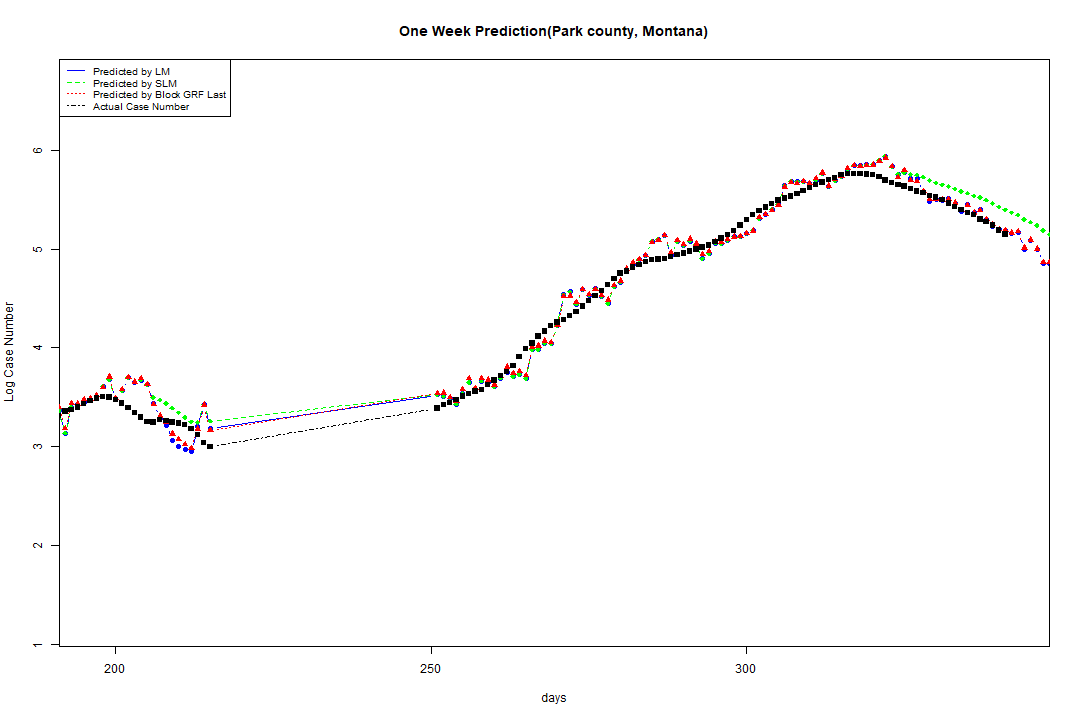 One Week Prediction(Park county, Montana)
Predicted by LM
Predicted by SLM
Predicted by Block GRF Last
Actual Case Number
6
5
4
3
2
1
Log Case Number
200
250
300
days